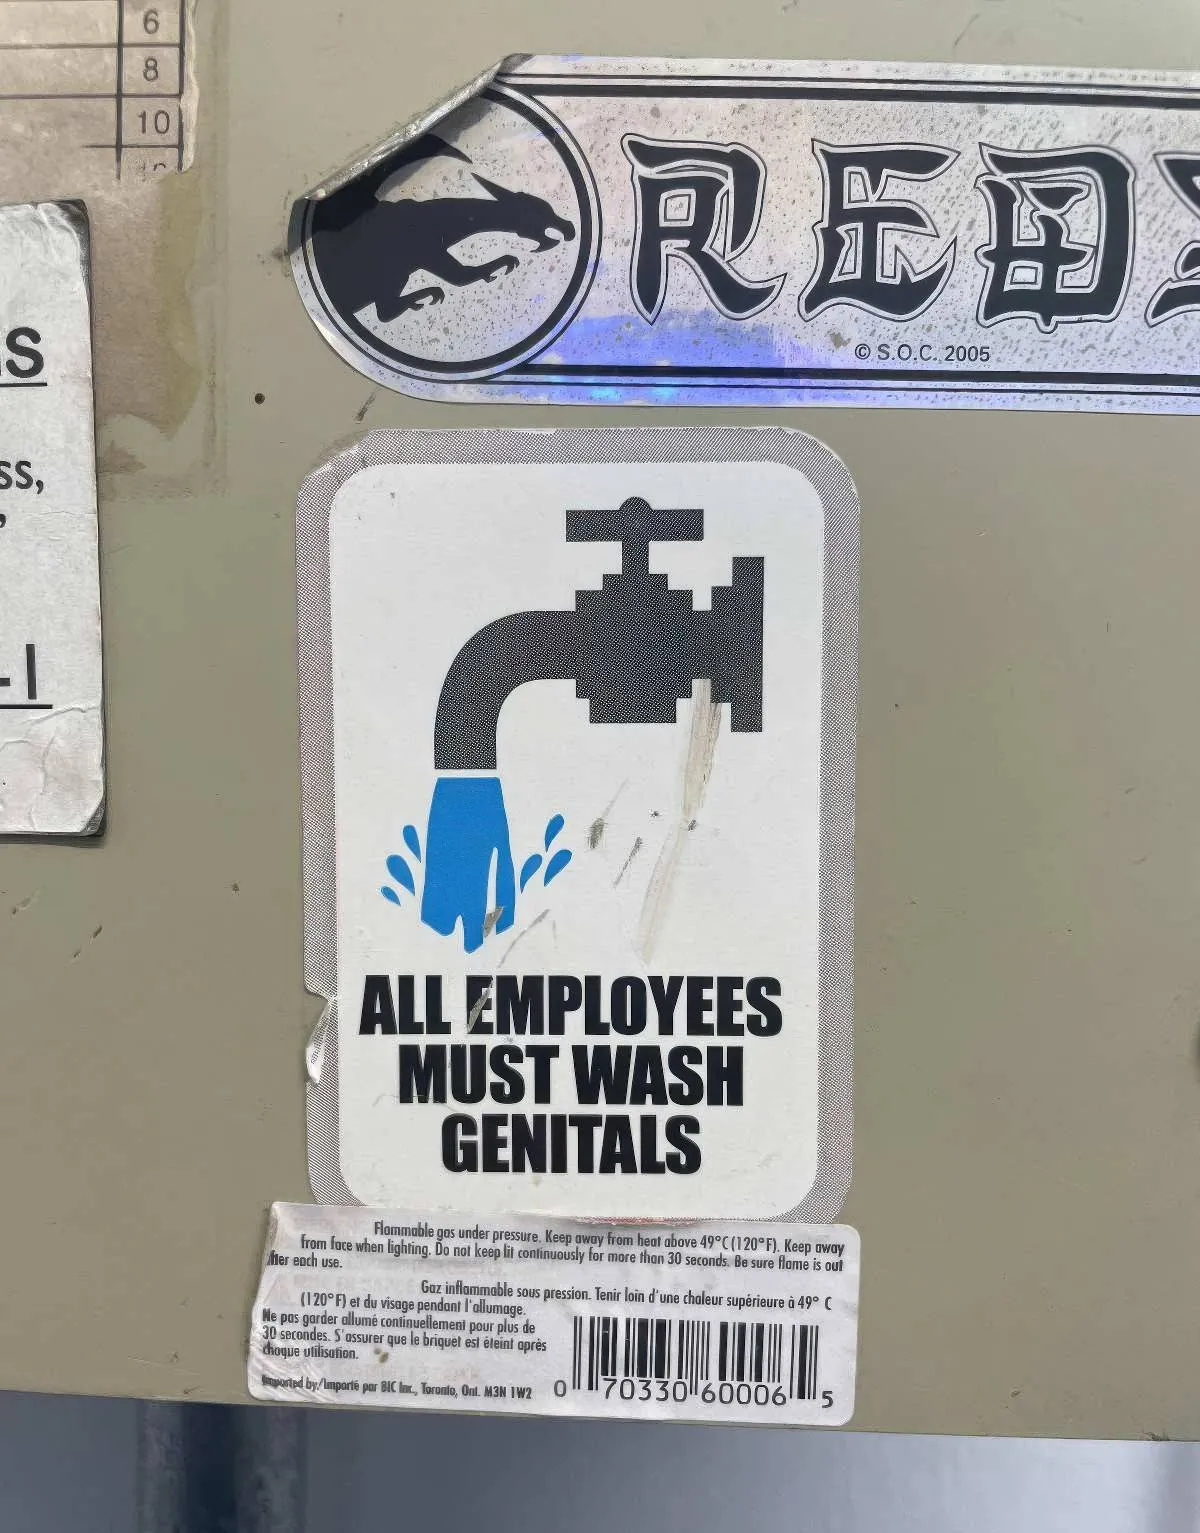 6
8
10
REDS
© S.O.C. 2005
ss,
-1
ALL EMPLOYEES
MUST WASH
GENITALS
Flammable gas under pressure. Keep away from heat above 49°C(120°F). Keep away
from face when lighting. Do not keep lit continuously for more than 30 seconds. Be sure flame is out
after each use.
Gaz inflammable sous pression. Tenir loin d'une chaleur supérieure à 49° C
(120°F) et du visage pendant l'allumage.
Ne pas garder allumé continuellement pour plus de
30 secondes. S'assurer que le briquet est éteint après
chaque utilisation.
Imported by/Importé par BIC Inc., Toronto, Ont. M3N 1W2
0 70330 60006 5